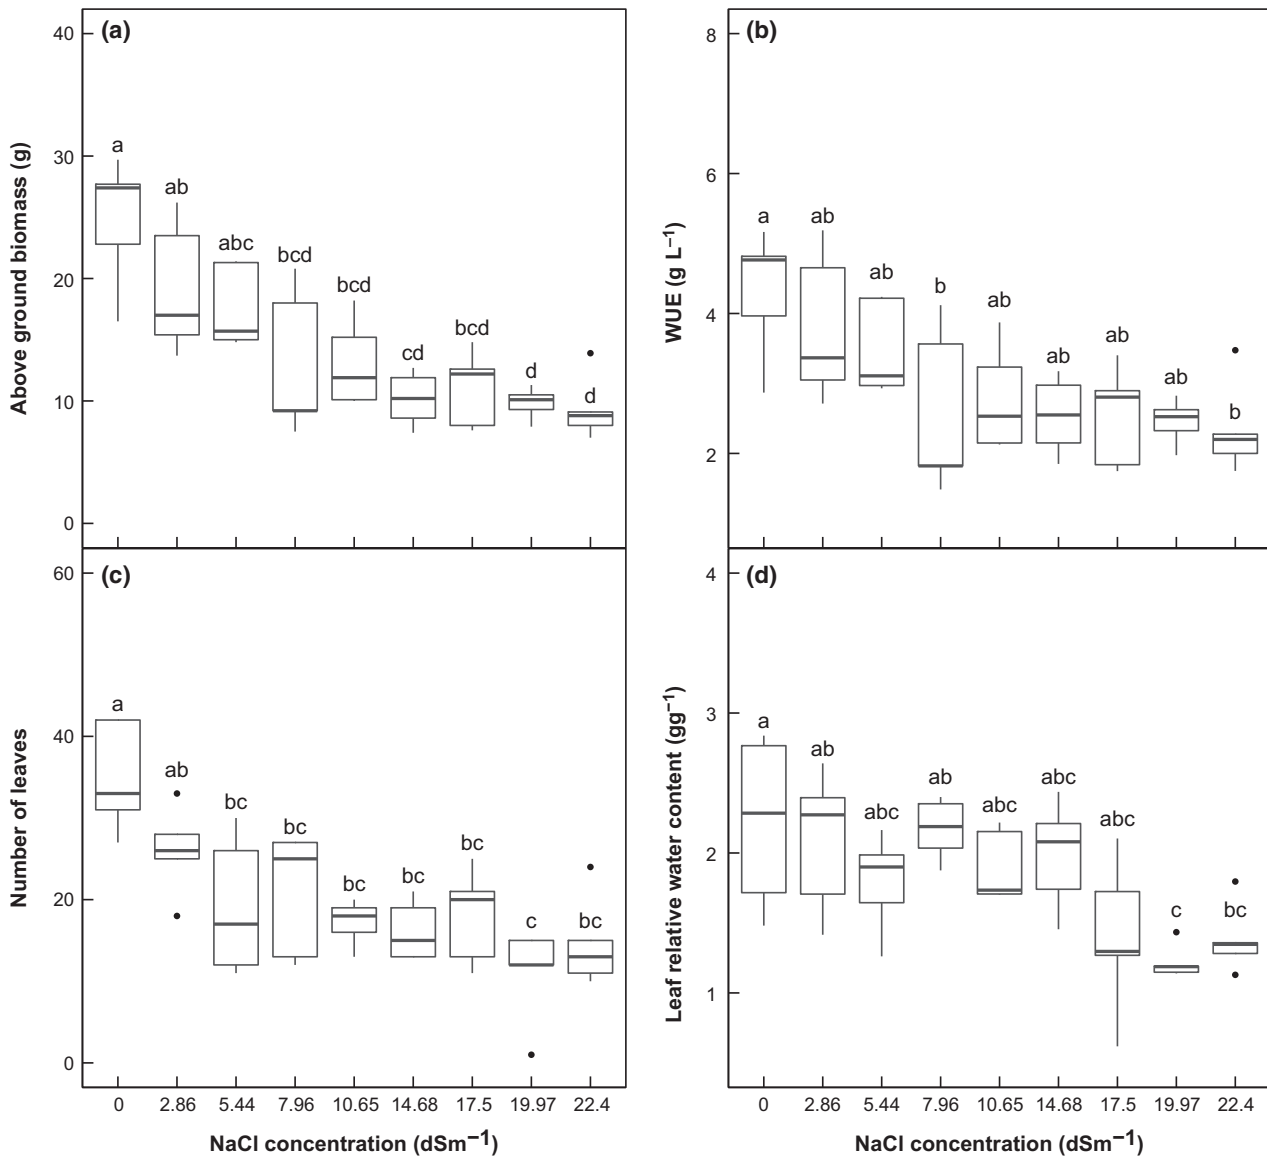 (a)
40
30
20
10
0
Above ground biomass (g)
a
ab
abc
bcd
bcd
cd
bcd
d
d
(b)
8
6
4
2
WUE (g L⁻¹)
a
ab
ab
b
ab
ab
ab
ab
b
(c)
60
40
20
0
Number of leaves
a
ab
bc
bc
bc
bc
bc
c
bc
0 2.86 5.44 7.96 10.65 14.68 17.5 19.97 22.4
NaCl concentration (dSm⁻¹)
(d)
4
3
2
1
Leaf relative water content (gg⁻¹)
a
ab
abc
ab
abc
abc
abc
c
bc
0 2.86 5.44 7.96 10.65 14.68 17.5 19.97 22.4
NaCl concentration (dSm⁻¹)